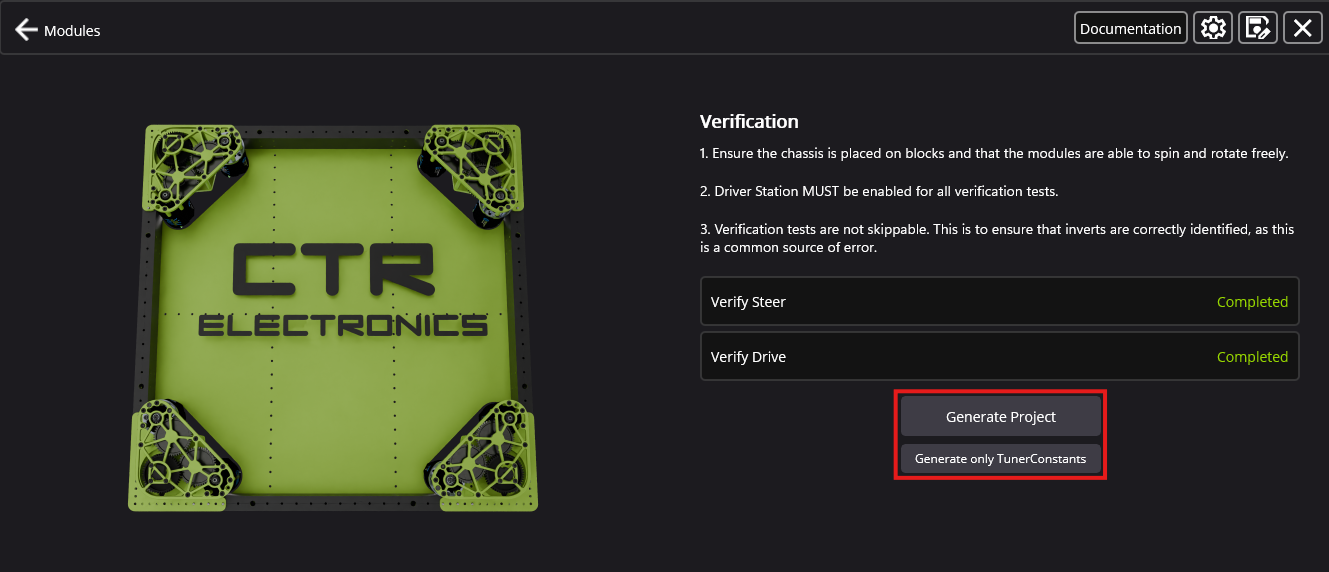 Modules
Documentation
CTR
ELECTRONICS
Verification
1. Ensure the chassis is placed on blocks and that the modules are able to spin and rotate freely.
2. Driver Station MUST be enabled for all verification tests.
3. Verification tests are not skippable. This is to ensure that inverts are correctly identified, as this
is a common source of error.
Verify Steer Completed
Verify Drive Completed
Generate Project
Generate only TunerConstants